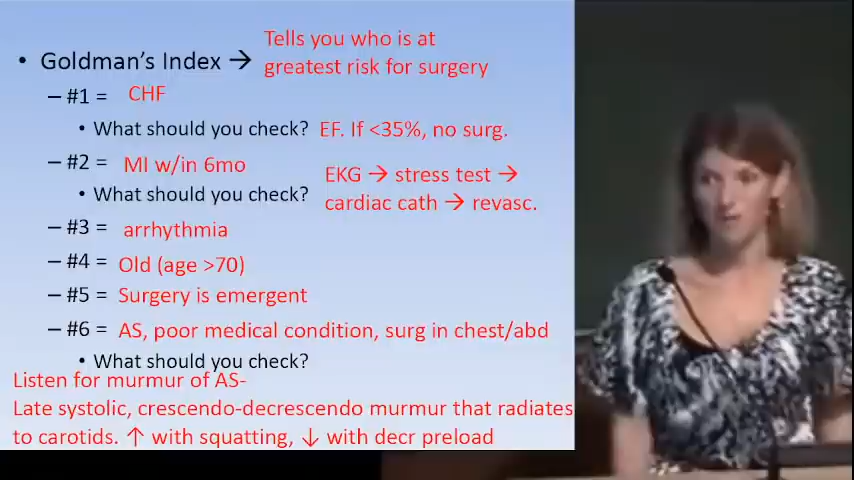 • Goldman's Index → Tells you who is at
greatest risk for surgery
– #1 = CHF
• What should you check? EF. If <35%, no surg.
– #2 = MI w/in 6mo
• What should you check? EKG → stress test →
cardiac cath → revasc.
– #3 = arrhythmia
– #4 = Old (age >70)
– #5 = Surgery is emergent
– #6 = AS, poor medical condition, surg in chest/abd
• What should you check?
Listen for murmur of AS-
Late systolic, crescendo-decrescendo murmur that radiates
to carotids. ↑ with squatting, ↓ with decr preload